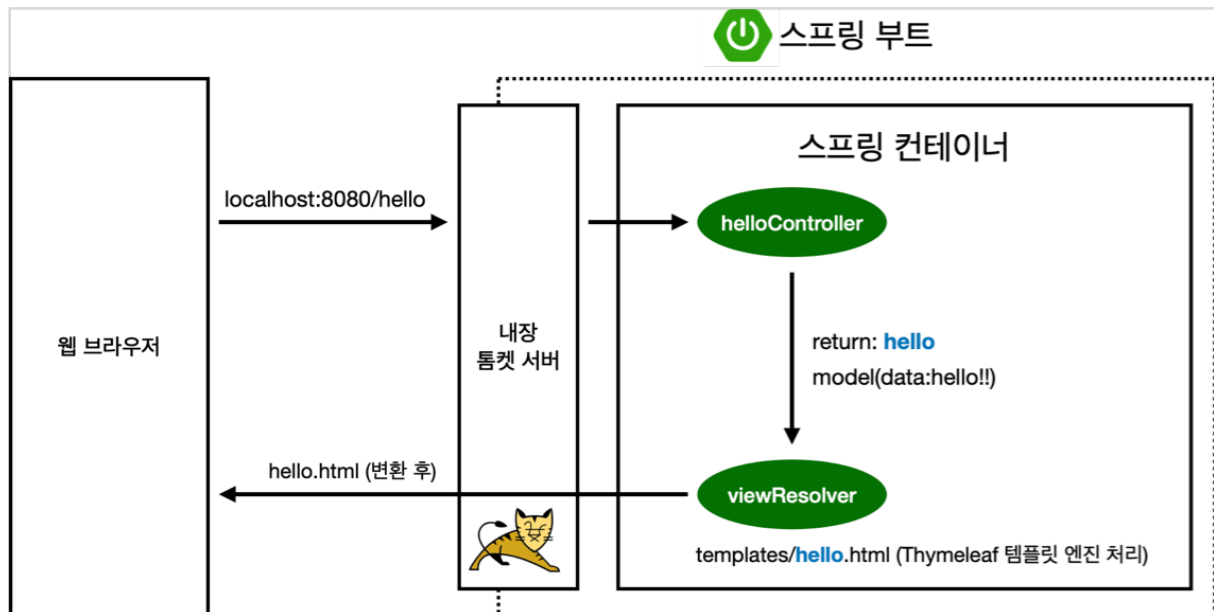 스프링 부트
스프링 컨테이너
localhost:8080/hello
helloController
웹 브라우저
내장
톰켓 서버
return: hello
model(data:hello!!)
hello.html (변환 후)
viewResolver
templates/hello.html (Thymeleaf 템플릿 엔진 처리)